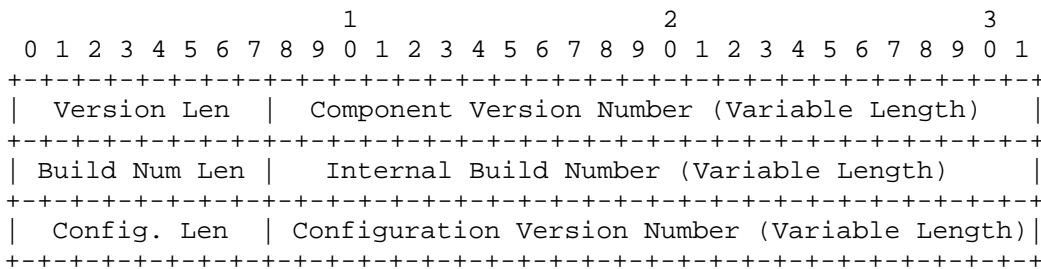 1                   2                   3
 0 1 2 3 4 5 6 7 8 9 0 1 2 3 4 5 6 7 8 9 0 1 2 3 4 5 6 7 8 9 0 1
+-+-+-+-+-+-+-+-+-+-+-+-+-+-+-+-+-+-+-+-+-+-+-+-+-+-+-+-+-+-+-+-+
|  Version Len  |  Component Version Number (Variable Length)   |
+-+-+-+-+-+-+-+-+-+-+-+-+-+-+-+-+-+-+-+-+-+-+-+-+-+-+-+-+-+-+-+-+
| Build Num Len |   Internal Build Number (Variable Length)     |
+-+-+-+-+-+-+-+-+-+-+-+-+-+-+-+-+-+-+-+-+-+-+-+-+-+-+-+-+-+-+-+-+
|  Config. Len  | Configuration Version Number (Variable Length)|
+-+-+-+-+-+-+-+-+-+-+-+-+-+-+-+-+-+-+-+-+-+-+-+-+-+-+-+-+-+-+-+-+